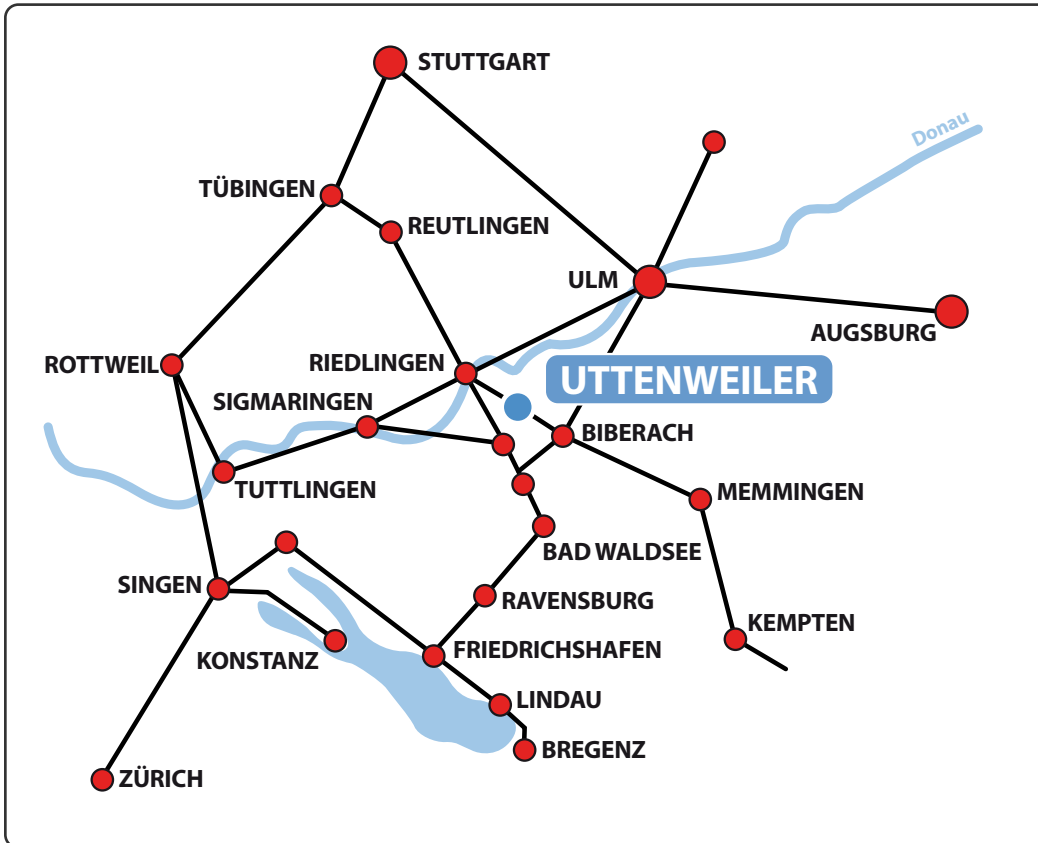 STUTTGART
Donau
TÜBINGEN
REUTLINGEN
ULM
AUGSBURG
ROTTWEIL
RIEDLINGEN
UTTENWEILER
SIGMARINGEN
BIBERACH
TUTTLINGEN
MEMMINGEN
BAD WALDSEE
SINGEN
RAVENSBURG
KEMPTEN
KONSTANZ
FRIEDRICHSHAFEN
LINDAU
BREGENZ
ZÜRICH